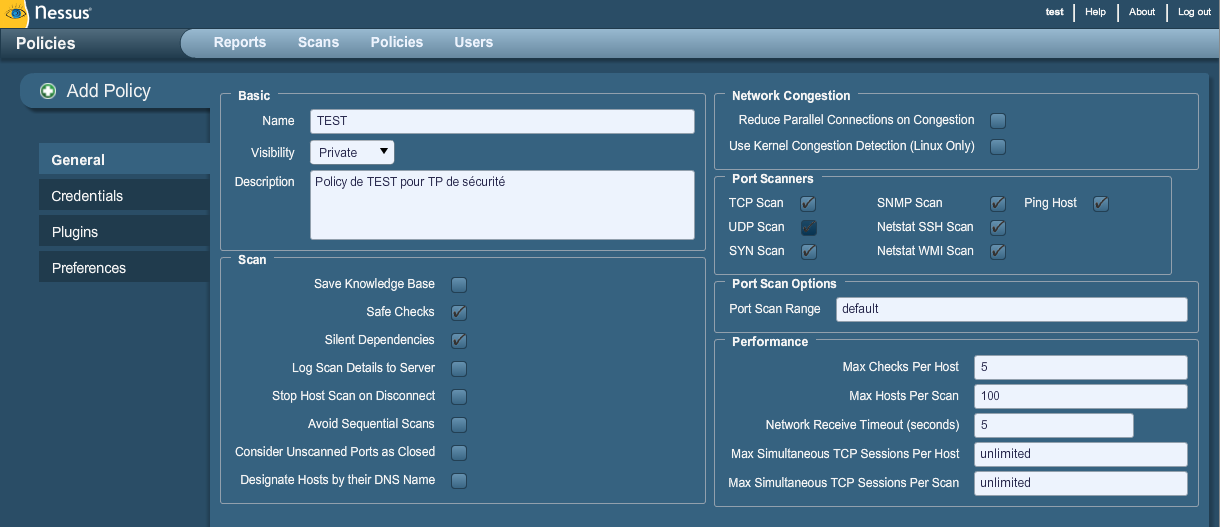 Nessus®
test Help About Log out
Policies
Reports Scans Policies Users
Add Policy
General
Credentials
Plugins
Preferences
Basic
Name TEST
Visibility Private
Description Policy de TEST pour TP de sécurité
Scan
Save Knowledge Base
Safe Checks
Silent Dependencies
Log Scan Details to Server
Stop Host Scan on Disconnect
Avoid Sequential Scans
Consider Unscanned Ports as Closed
Designate Hosts by their DNS Name
Network Congestion
Reduce Parallel Connections on Congestion
Use Kernel Congestion Detection (Linux Only)
Port Scanners
TCP Scan SNMP Scan Ping Host
UDP Scan Netstat SSH Scan
SYN Scan Netstat WMI Scan
Port Scan Options
Port Scan Range default
Performance
Max Checks Per Host 5
Max Hosts Per Scan 100
Network Receive Timeout (seconds) 5
Max Simultaneous TCP Sessions Per Host unlimited
Max Simultaneous TCP Sessions Per Scan unlimited